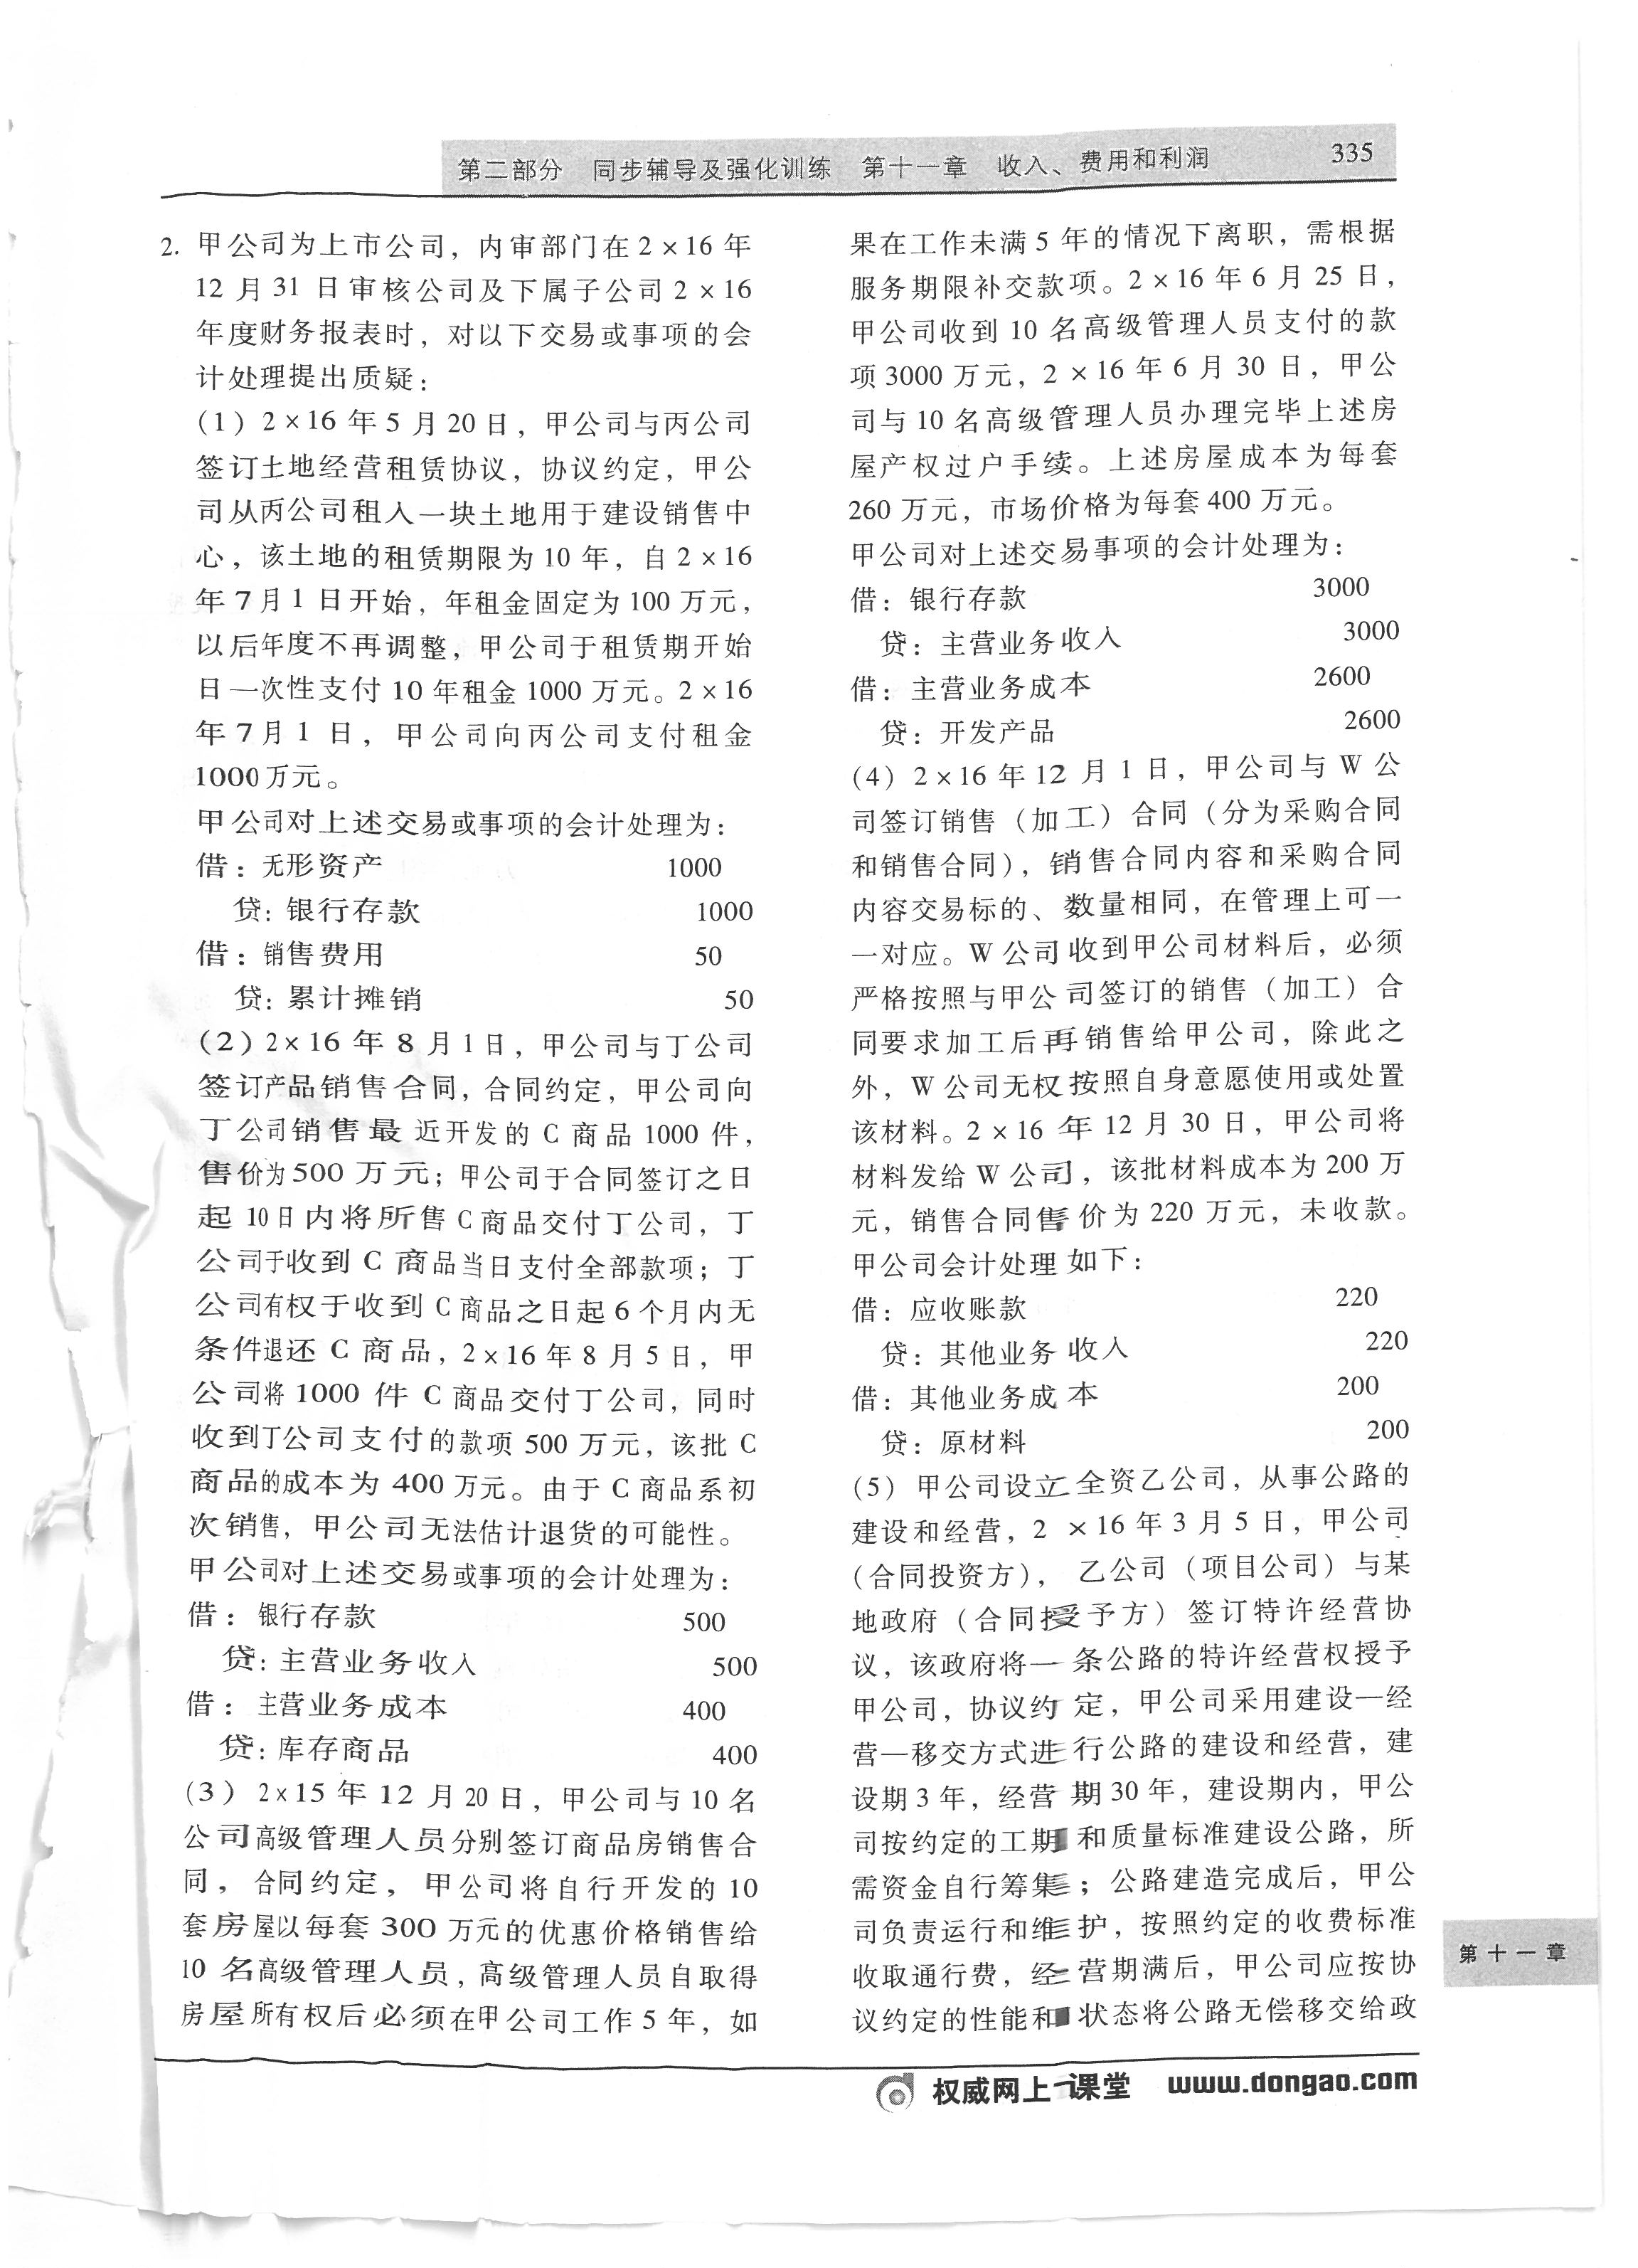 第二部分 同步辅导及强化训练 第十一章 收入、费用和利润 335
2. 甲公司为上市公司，内审部门在 2×16 年
12 月 31 日审核公司及下属子公司 2×16
年度财务报表时，对以下交易或事项的会
计处理提出质疑：
(1) 2×16 年 5 月 20 日，甲公司与丙公司
签订土地经营租赁协议，协议约定，甲公
司从丙公司租入一块土地用于建设销售中
心，该土地的租赁期限为 10 年，自 2×16
年 7 月 1 日开始，年租金固定为 100 万元，
以后年度不再调整，甲公司于租赁期开始
日一次性支付 10 年租金 1000 万元。2×16
年 7 月 1 日，甲公司向丙公司支付租金
1000 万元。
甲公司对上述交易或事项的会计处理为：
借：无形资产 1000
贷：银行存款 1000
借：销售费用 50
贷：累计摊销 50
(2) 2×16 年 8 月 1 日，甲公司与丁公司
签订产品销售合同，合同约定，甲公司向
丁公司销售最近开发的 C 商品 1000 件，
售价为 500 万元；甲公司于合同签订之日
起 10 日内将所售 C 商品交付丁公司，丁
公司于收到 C 商品当日支付全部款项；丁
公司有权于收到 C 商品之日起 6 个月内无
条件退还 C 商品，2×16 年 8 月 5 日，甲
公司将 1000 件 C 商品交付丁公司，同时
收到丁公司支付的款项 500 万元，该批 C
商品的成本为 400 万元。由于 C 商品系初
次销售，甲公司无法估计退货的可能性。
甲公司对上述交易或事项的会计处理为：
借：银行存款 500
贷：主营业务收入 500
借：主营业务成本 400
贷：库存商品 400
(3) 2×15 年 12 月 20 日，甲公司与 10 名
公司高级管理人员分别签订商品房销售合
同，合同约定，甲公司将自行开发的 10
套房屋以每套 300 万元的优惠价格销售给
10 名高级管理人员，高级管理人员自取得
房屋所有权后必须在甲公司工作 5 年，如
果在工作未满 5 年的情况下离职，需根据
服务期限补交款项。2×16 年 6 月 25 日，
甲公司收到 10 名高级管理人员支付的款
项 3000 万元，2×16 年 6 月 30 日，甲公
司与 10 名高级管理人员办理完毕上述房
屋产权过户手续。上述房屋成本为每套
260 万元，市场价格为每套 400 万元。
甲公司对上述交易事项的会计处理为：
借：银行存款 3000
贷：主营业务收入 3000
借：主营业务成本 2600
贷：开发产品 2600
(4) 2×16 年 12 月 1 日，甲公司与 W 公
司签订销售（加工）合同（分为采购合同
和销售合同），销售合同内容和采购合同
内容交易标的、数量相同，在管理上可一
一对应。W 公司收到甲公司材料后，必须
严格按照与甲公司签订的销售（加工）合
同要求加工后再销售给甲公司，除此之
外，W 公司无权按照自身意愿使用或处置
该材料。2×16 年 12 月 30 日，甲公司将
材料发给 W 公司，该批材料成本为 200 万
元，销售合同售价为 220 万元，未收款。
甲公司会计处理如下：
借：应收账款 220
贷：其他业务收入 220
借：其他业务成本 200
贷：原材料 200
(5) 甲公司设立全资乙公司，从事公路的
建设和经营，2×16 年 3 月 5 日，甲公司
（合同投资方），乙公司（项目公司）与某
地政府（合同授予方）签订特许经营协
议，该政府将一条公路的特许经营权授予
甲公司，协议约定，甲公司采用建设—经
营—移交方式进行公路的建设和经营，建
设期 3 年，经营期 30 年，建设期内，甲公
司按约定的工期和质量标准建设公路，所
需资金自行筹集；公路建造完成后，甲公
司负责运行和维护，按照约定的收费标准
收取通行费，经营期满后，甲公司应按协
议约定的性能和状态将公路无偿移交给政
第十一章
权威网上课堂 www.dongao.com